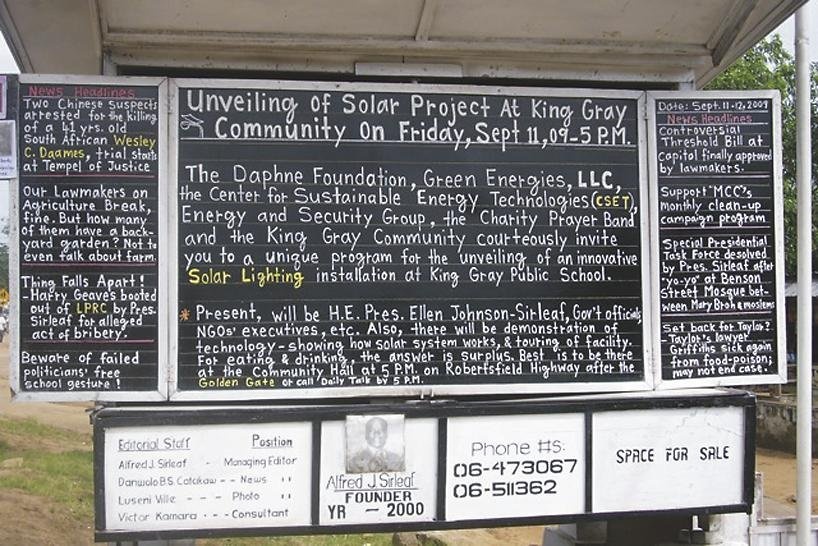 News Headlines
Two Chinese suspects
arrested for the killing
of a 41 yrs. old
South African Wesley
C. Daames, trial starts
at Tempel of Justice
Our Lawmakers on
Agriculture Break,
fine. But how many
of them have a back-
yard garden? Not to
even talk about farm.
Thing Falls Apart!
-Harry Geaves booted
out of LPRC by Pres.
Sirleaf for alleged
act of bribery.
Beware of failed
politicians' free
school gesture!
Unveiling of Solar Project At King Gray
Community On Friday, Sept 11, 09-5 P.M.
The Daphne Foundation, Green Energies, LLC,
the Center for Sustainable Energy Technologies (CSET),
Energy and Security Group, the Charity Prayer Band
and the King Gray Community courteously invite
you to a unique program for the unveiling of an innovative
Solar Lighting installation at King Gray Public School.
* Present, will be H.E. Pres. Ellen Johnson-Sirleaf, Gov't officials,
NGOs' executives, etc. Also, there will be demonstration of
technology-showing how solar system works, & touring of facility.
For eating & drinking, the answer is surplus. Best is to be there
at the Community Hall at 5 P.M. on Robertsfield Highway after the
Golden Gate or call Daily Talk by 5 P.M.
Date: Sept. 11-12, 2009
News Headlines
Controversial
Threshold Bill at
capitol finally approved
by lawmakers.
Support "MCC's
monthly clean-up
campaign program
Special Presidential
Task Force desolved
by Pres. Sirleaf after
"yo-yo" at Benson
Street Mosque bet-
ween Mary Broh & moslems
Set back for Taylor?
-Taylor's lawyer
Griffiths sick again
from food-poison;
may not end case.
Editorial Staff Position
Alfred J. Sirleaf - Managing Editor
Danwolo B.S. Catakaw -- News "
Luseni Ville - - - Photo "
Victor Kamara - - - Consultant
Alfred J Sirleaf
FOUNDER
YR - 2000
Phone #s:
06-473067
06-511362
SPACE FOR SALE